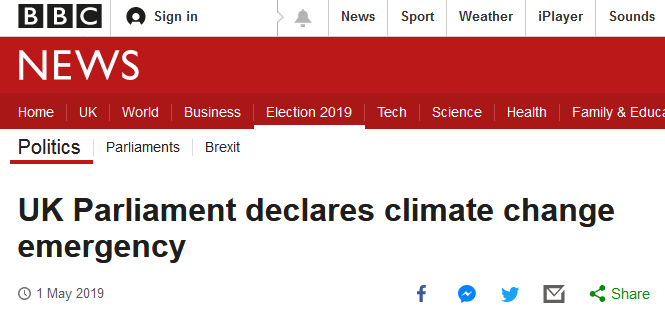 BBC Sign in News Sport Weather iPlayer Sounds
NEWS
Home UK World Business Election 2019 Tech Science Health Family & Educa
Politics Parliaments Brexit
UK Parliament declares climate change
emergency
1 May 2019 Share